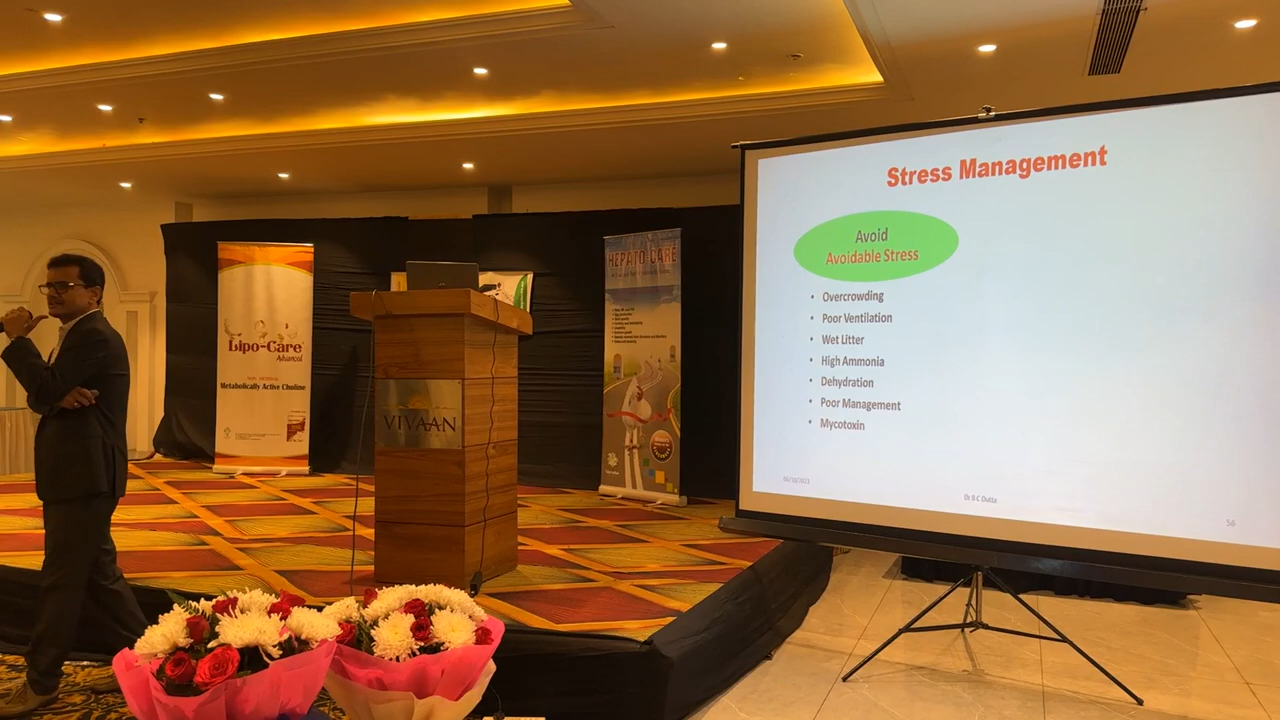 Stress Management
Avoid
Avoidable Stress
• Overcrowding
• Poor Ventilation
• Wet Litter
• High Ammonia
• Dehydration
• Poor Management
• Mycotoxin
Dr B C Dutta
56
Lipo-Care
Advanced
Metabolically Active Choline
VIVAAN
HEPATO-CARE